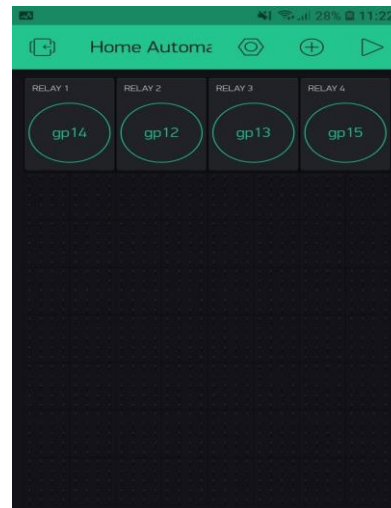 28% 11:22
Home Automa
RELAY 1 RELAY 2 RELAY 3 RELAY 4
gp14 gp12 gp13 gp15